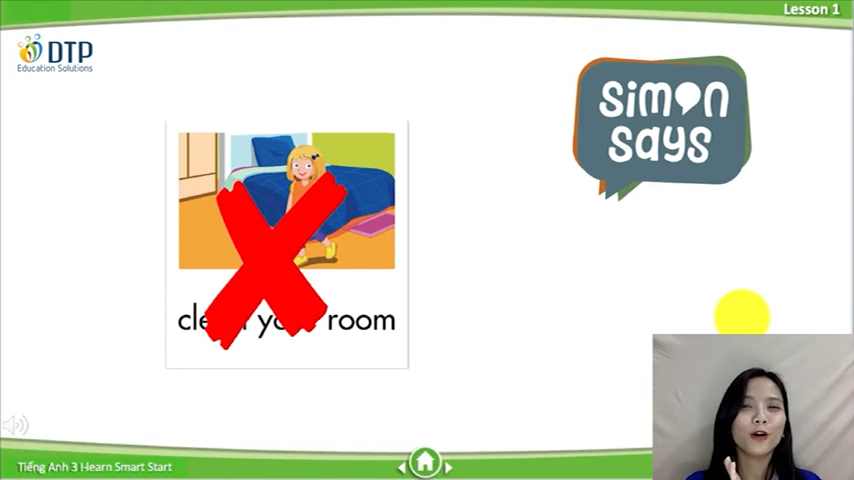 Lesson 1
DTP
Education Solutions
simon
says
room
Tiếng Anh 3 i-Learn Smart Start